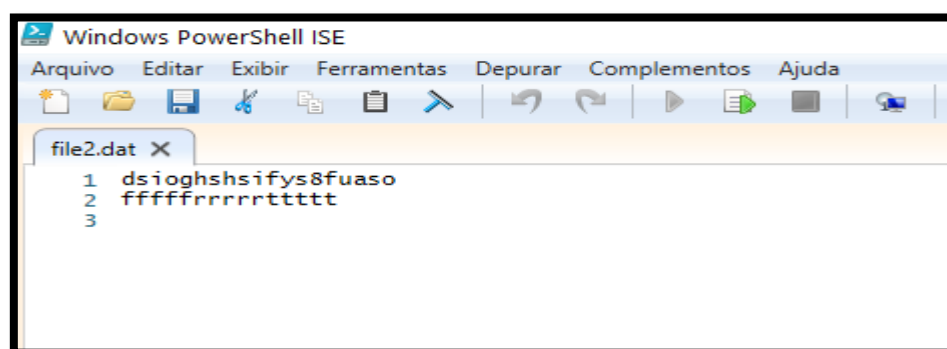 Windows PowerShell ISE
Arquivo Editar Exibir Ferramentas Depurar Complementos Ajuda
file2.dat
1 dsioghshsifys8fuaso
2 fffffrrrrrttttt
3